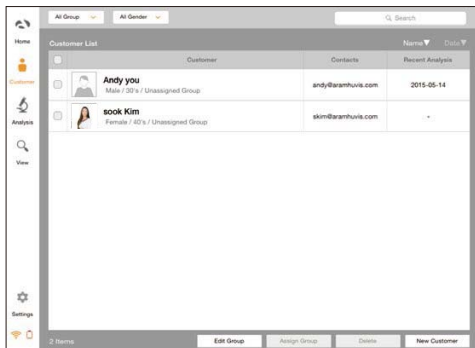 All Group All Gender Search
Home
Customer List Name▼ Date▼
Customer Contacts Recent Analysis
Customer
Andy you
Male / 30's / Unassigned Group
andy@aramhuvis.com 2015-05-14
Analysis
sook Kim
Female / 40's / Unassigned Group
skim@aramhuvis.com -
View
Settings
2 Items Edit Group Assign Group Delete New Customer